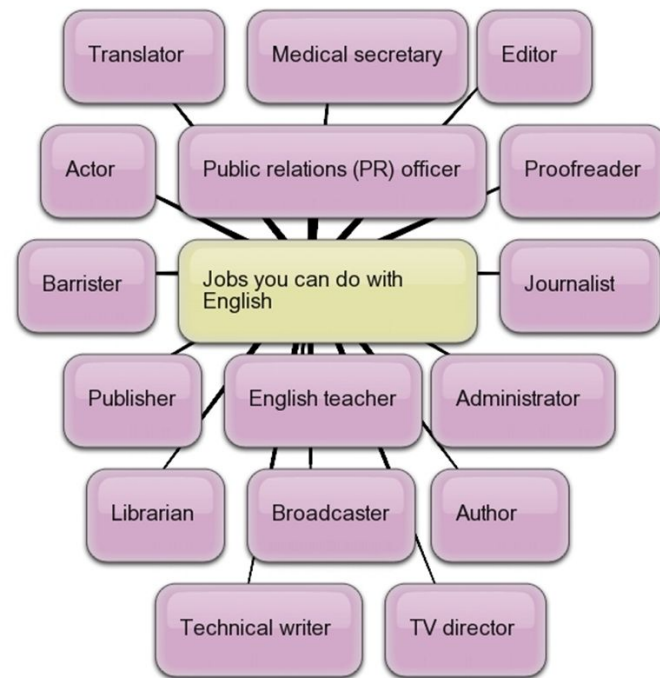 Translator
Medical secretary
Editor
Actor
Public relations (PR) officer
Proofreader
Barrister
Jobs you can do with
English
Journalist
Publisher
English teacher
Administrator
Librarian
Broadcaster
Author
Technical writer
TV director